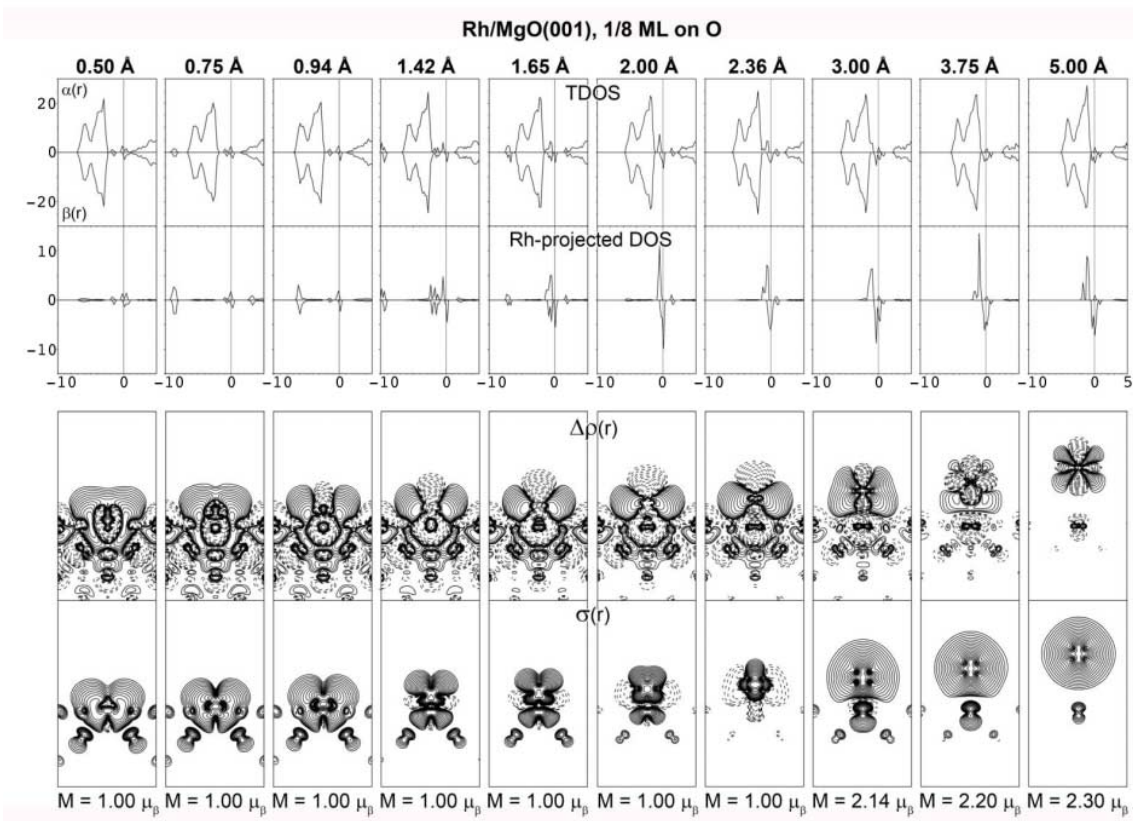 Rh/MgO(001), 1/8 ML on O
0.50 Å 0.75 Å 0.94 Å 1.42 Å 1.65 Å 2.00 Å 2.36 Å 3.00 Å 3.75 Å 5.00 Å
α(r)
TDOS
20
0
−20
β(r)
Rh-projected DOS
10
0
−10
−10 0 −10 0 −10 0 −10 0 −10 0 −10 0 −10 0 −10 0 −10 0 −10 0 5
Δρ(r)
σ(r)
M = 1.00 μβ M = 1.00 μβ M = 1.00 μβ M = 1.00 μβ M = 1.00 μβ M = 1.00 μβ M = 1.00 μβ M = 2.14 μβ M = 2.20 μβ M = 2.30 μβ